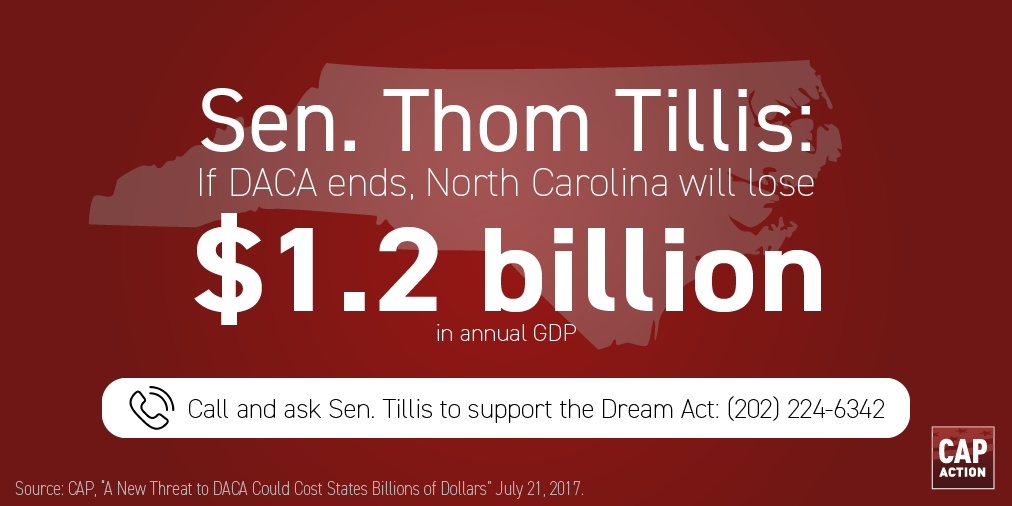 Sen. Thom Tillis:
If DACA ends, North Carolina will lose
$1.2 billion
in annual GDP
Call and ask Sen. Tillis to support the Dream Act: (202) 224-6342
CAP
ACTION
Source: CAP, "A New Threat to DACA Could Cost States Billions of Dollars" July 21, 2017.